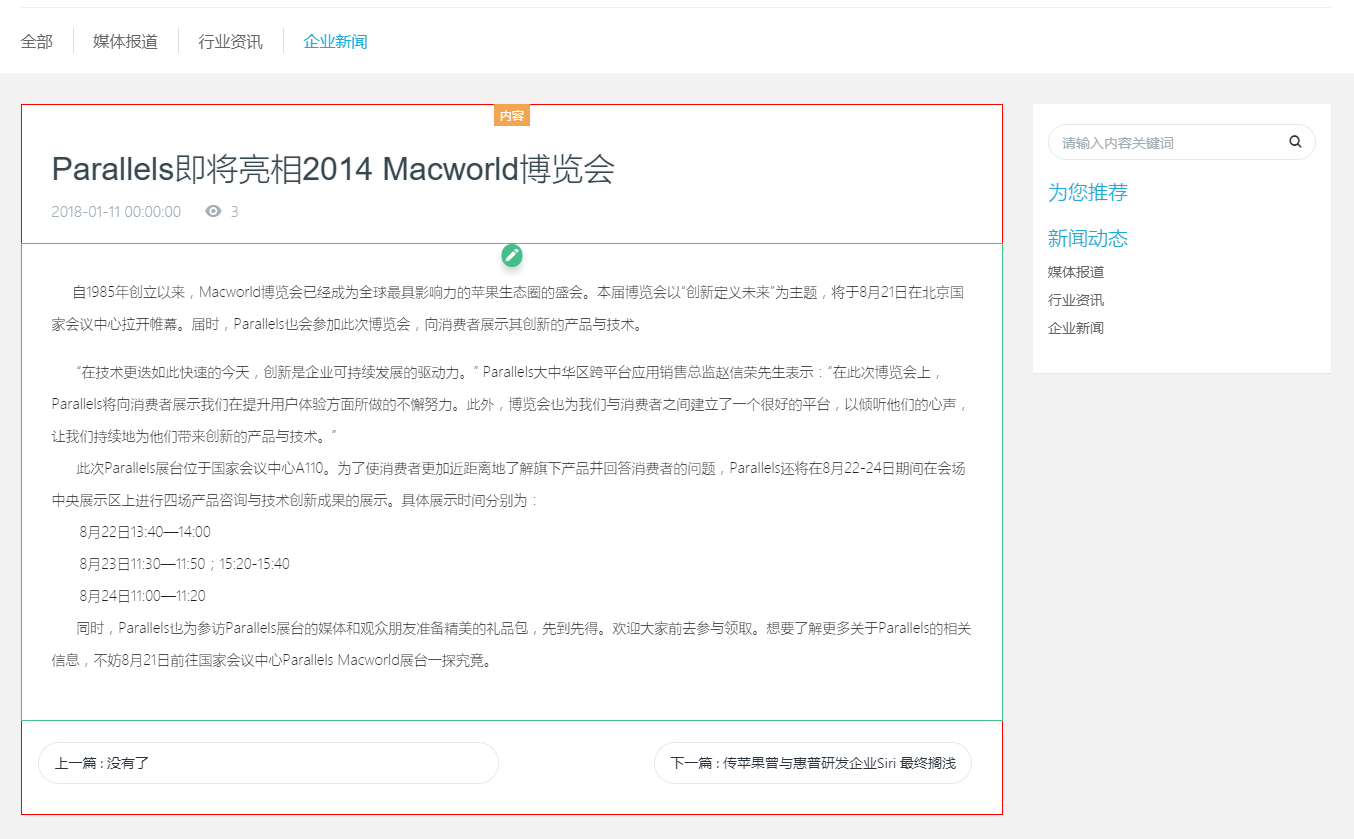 全部 媒体报道 行业资讯 企业新闻
内容
Parallels即将亮相2014 Macworld博览会
2018-01-11 00:00:00 3
自1985年创立以来，Macworld博览会已经成为全球最具影响力的苹果生态圈的盛会。本届博览会以“创新定义未来”为主题，将于8月21日在北京国
家会议中心拉开帷幕。届时，Parallels也会参加此次博览会，向消费者展示其创新的产品与技术。
“在技术更迭如此快速的今天，创新是企业可持续发展的驱动力。” Parallels大中华区跨平台应用销售总监赵信荣先生表示：“在此次博览会上，
Parallels将向消费者展示我们在提升用户体验方面所做的不懈努力。此外，博览会也为我们与消费者之间建立了一个很好的平台，以倾听他们的心声，
让我们持续地为他们带来创新的产品与技术。”
此次Parallels展台位于国家会议中心A110。为了使消费者更加近距离地了解旗下产品并回答消费者的问题，Parallels还将在8月22-24日期间在会场
中央展示区上进行四场产品咨询与技术创新成果的展示。具体展示时间分别为：
8月22日13:40—14:00
8月23日11:30—11:50；15:20-15:40
8月24日11:00—11:20
同时，Parallels也为参访Parallels展台的媒体和观众朋友准备精美的礼品包，先到先得。欢迎大家前去参与领取。想要了解更多关于Parallels的相关
信息，不妨8月21日前往国家会议中心Parallels Macworld展台一探究竟。
上一篇 : 没有了
下一篇 : 传苹果曾与惠普研发企业Siri 最终搁浅
请输入内容关键词
为您推荐
新闻动态
媒体报道
行业资讯
企业新闻